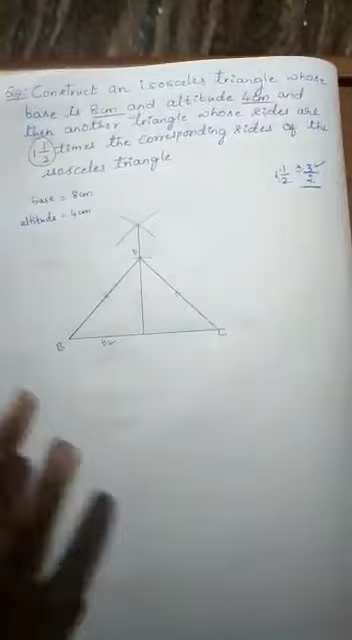 Q4. Construct an isosceles triangle whose
base is 8cm and altitude 4cm and
then another triangle whose sides are
1 1/2 times the corresponding sides of the
isosceles triangle
1 1/2 = 3/2
base = 8cm
altitude = 4cm
B
C